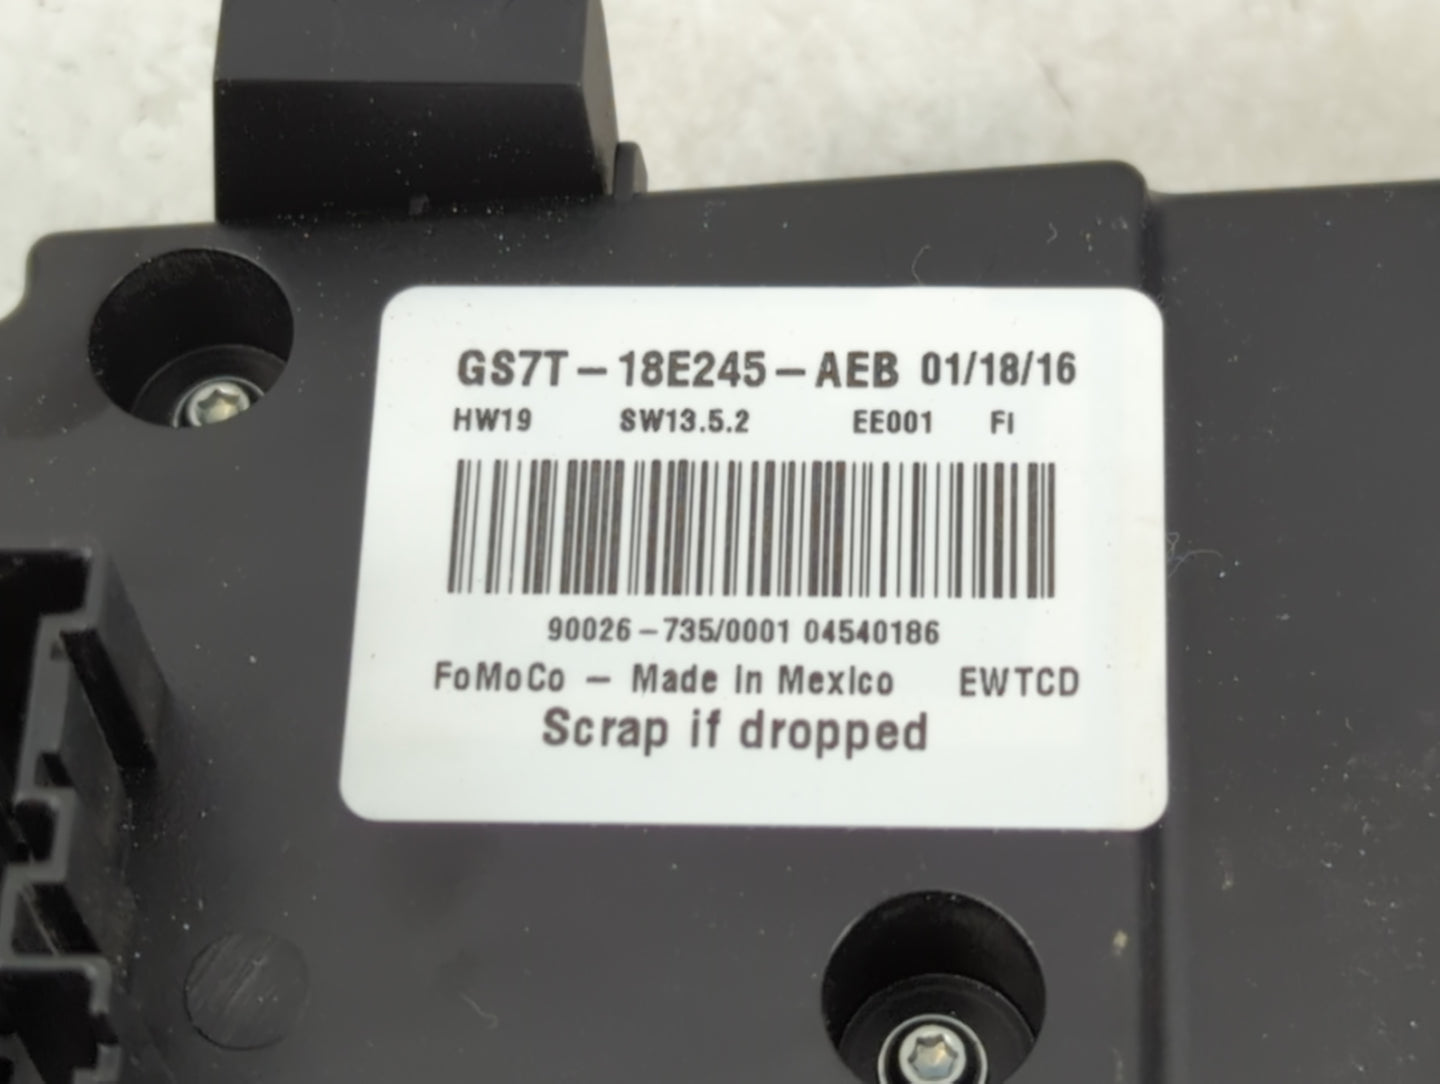 GS7T-18E245-AEB 01/18/16
HW19 SW13.5.2 EE001 Fi
90026-735/0001 04540186
FoMoCo - Made in Mexico EWTCD
Scrap if dropped